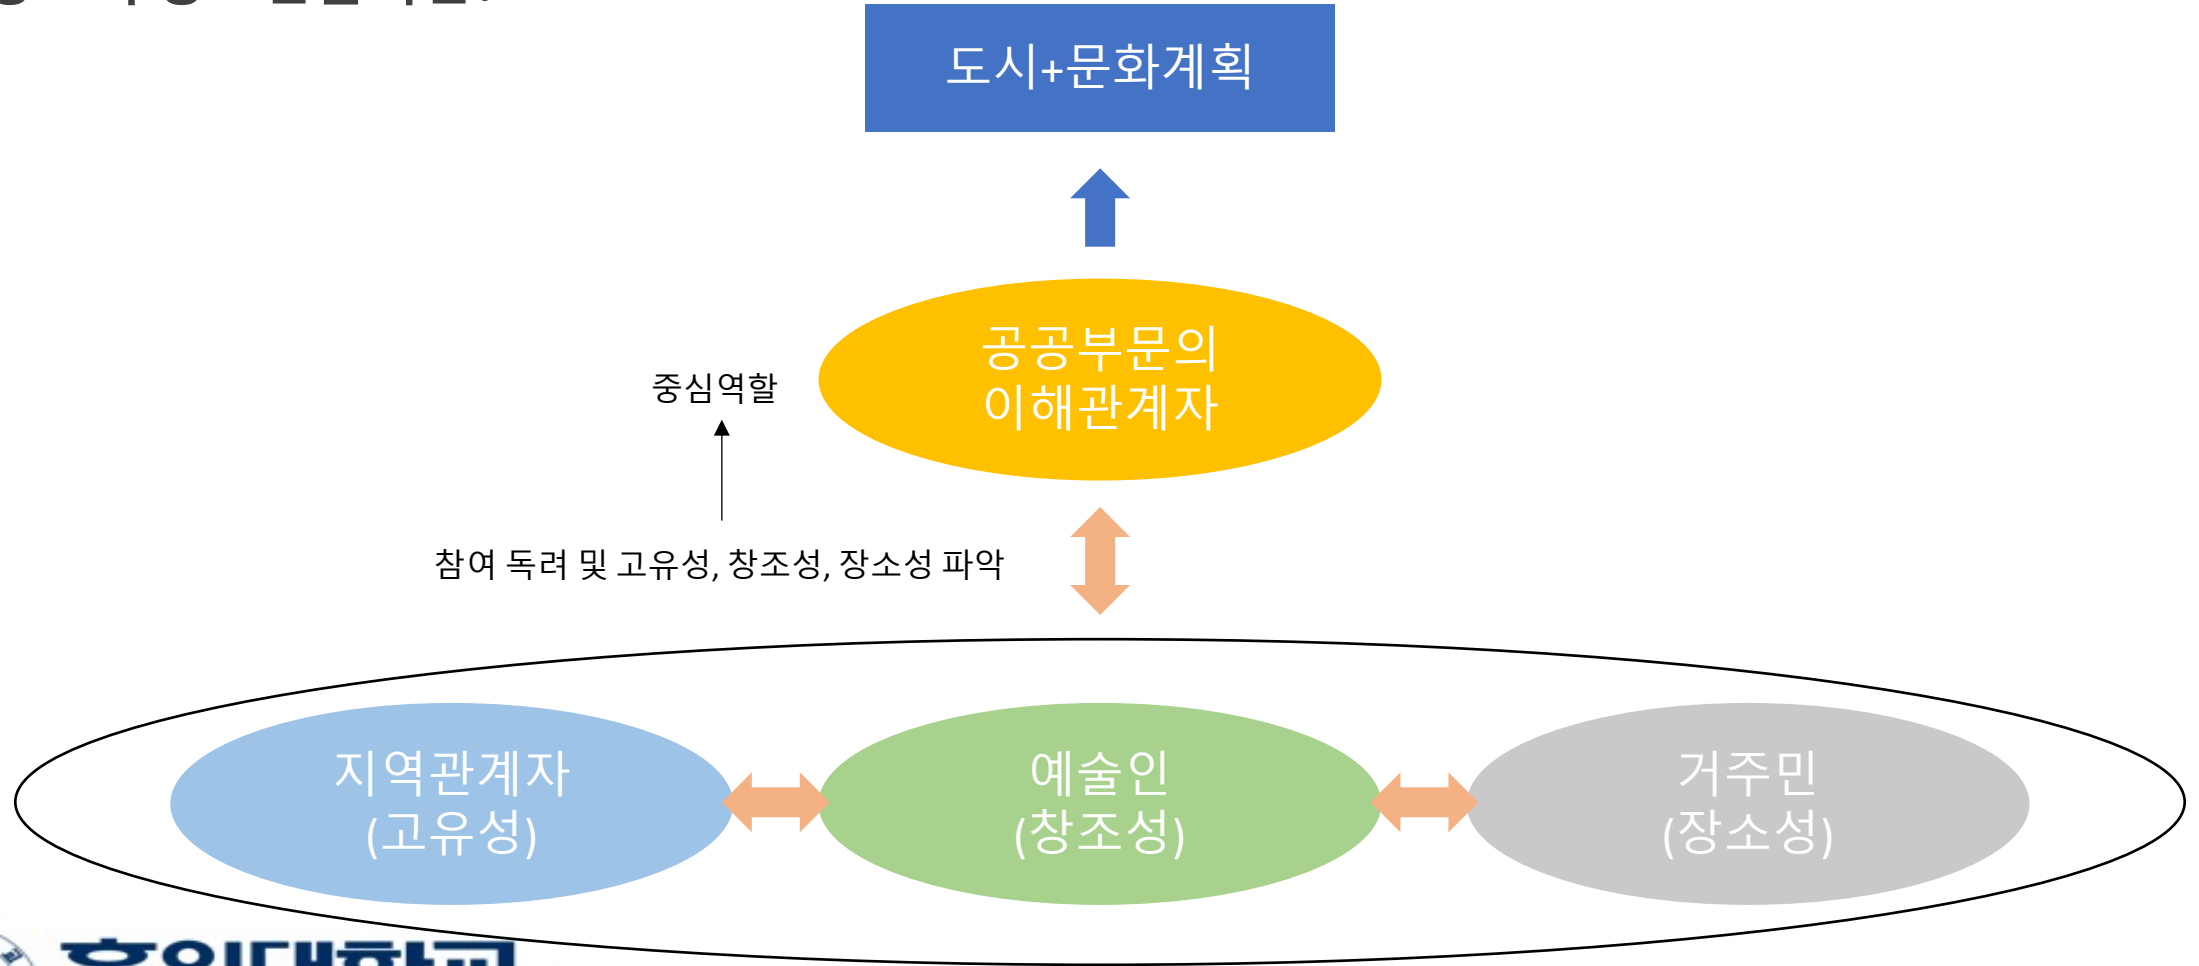 도시+문화계획
공공부문의
이해관계자
중심역할
참여 독려 및 고유성, 창조성, 장소성 파악
지역관계자
(고유성)
예술인
(창조성)
거주민
(장소성)